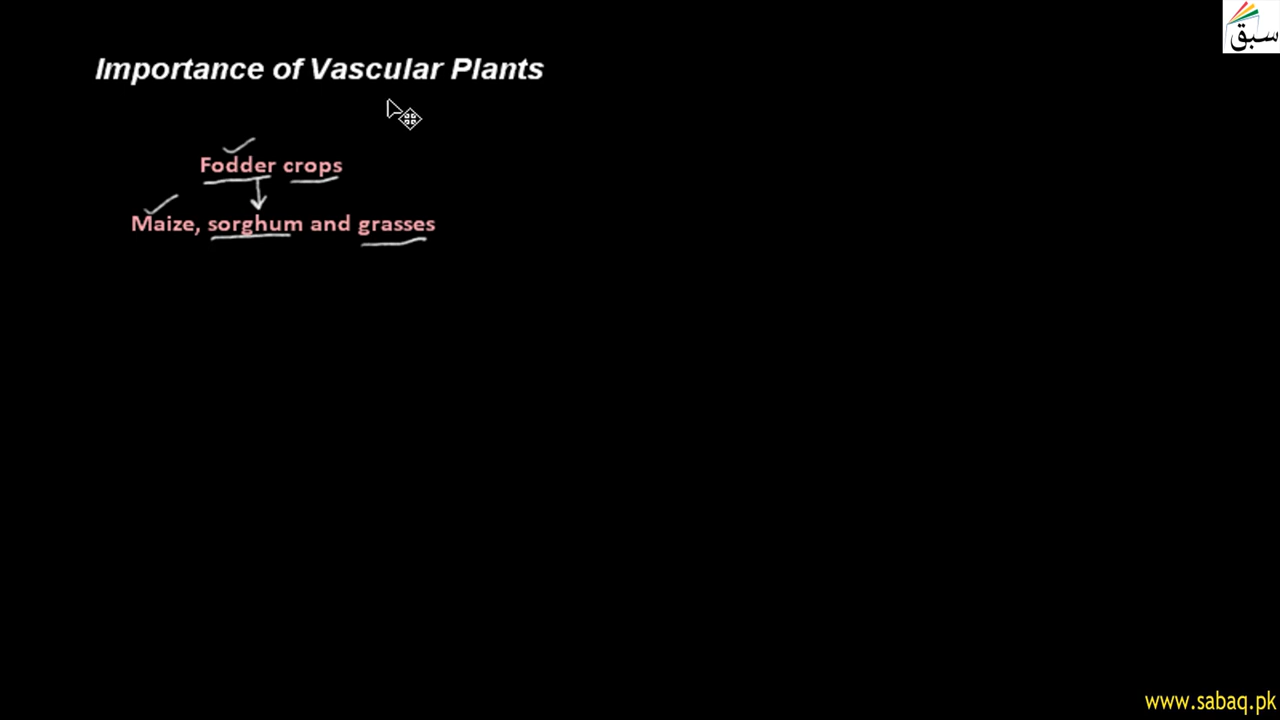 سبق
Importance of Vascular Plants
Fodder crops
Maize, sorghum and grasses
www.sabaq.pk